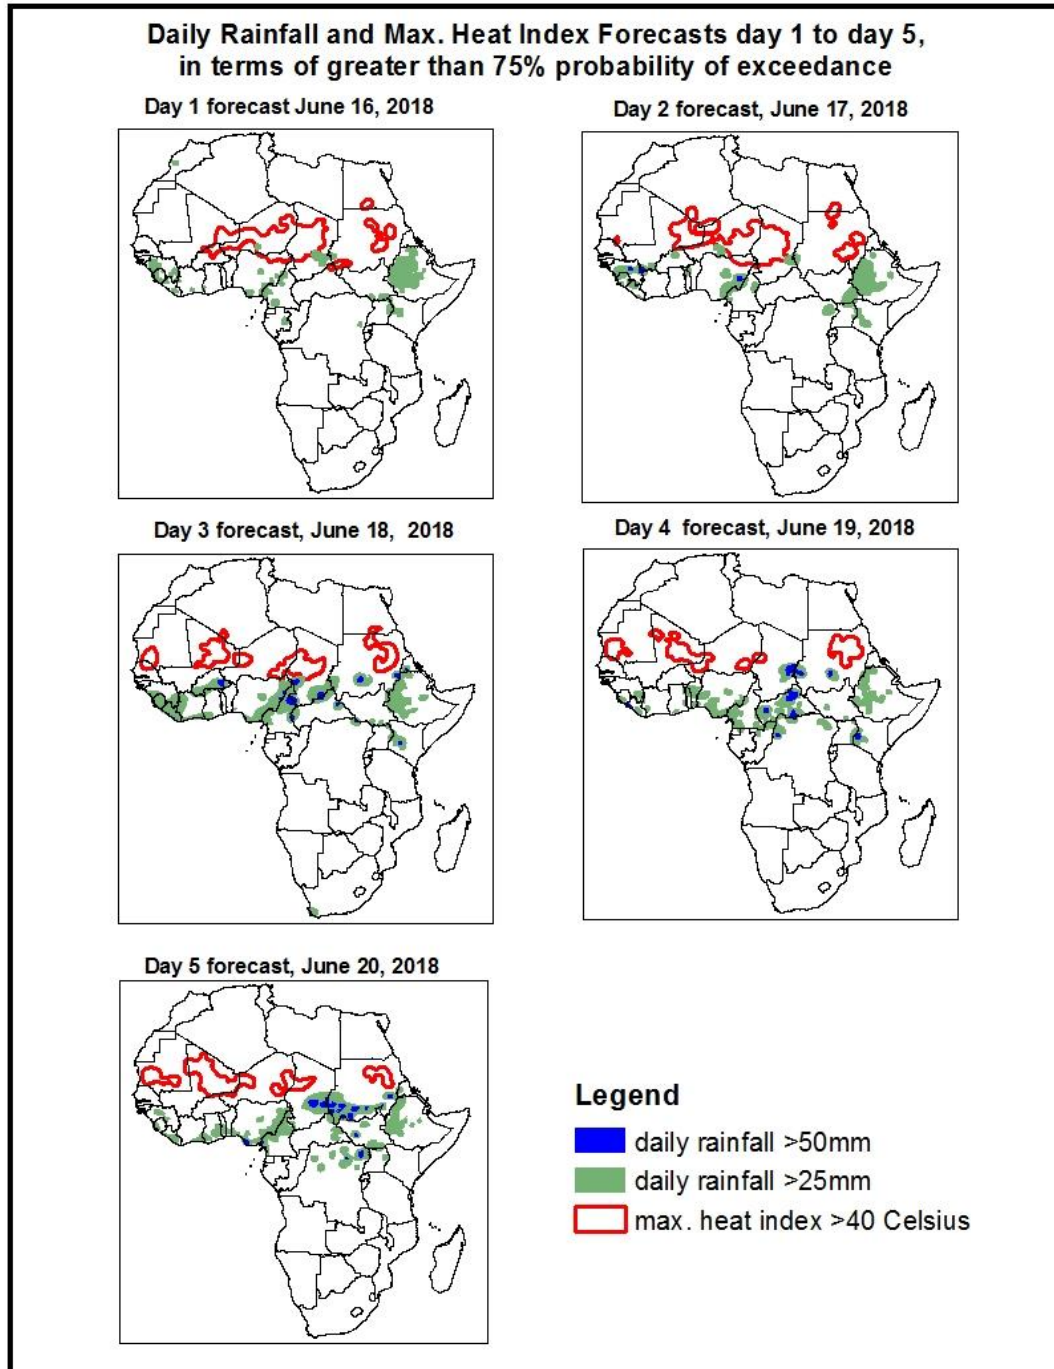 Daily Rainfall and Max. Heat Index Forecasts day 1 to day 5,
in terms of greater than 75% probability of exceedance
Day 1 forecast June 16, 2018
Day 2 forecast, June 17, 2018
Day 3 forecast, June 18, 2018
Day 4 forecast, June 19, 2018
Day 5 forecast, June 20, 2018
Legend
daily rainfall >50mm
daily rainfall >25mm
max. heat index >40 Celsius